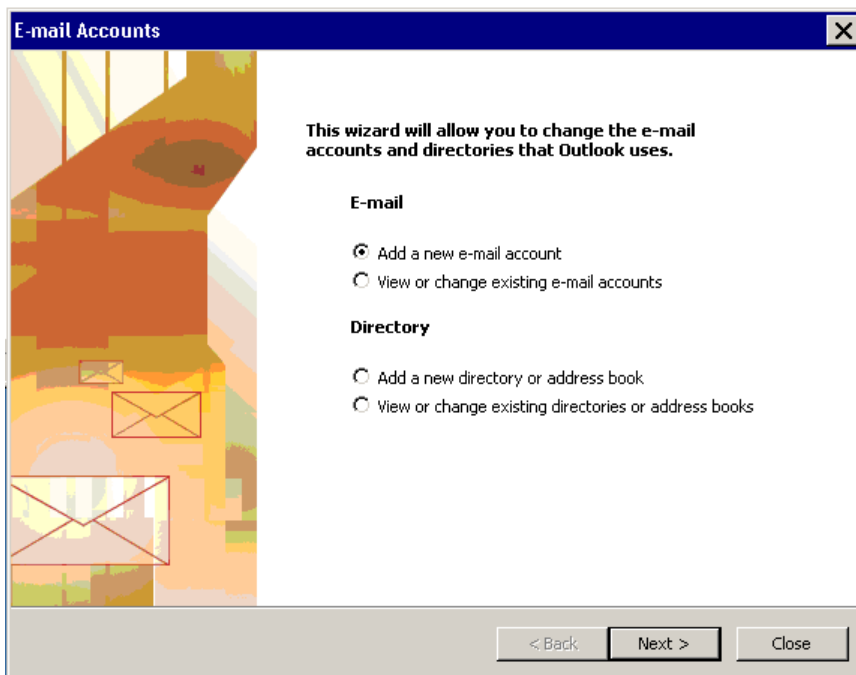 E-mail Accounts
This wizard will allow you to change the e-mail
accounts and directories that Outlook uses.
E-mail
Add a new e-mail account
View or change existing e-mail accounts
Directory
Add a new directory or address book
View or change existing directories or address books
< Back
Next >
Close